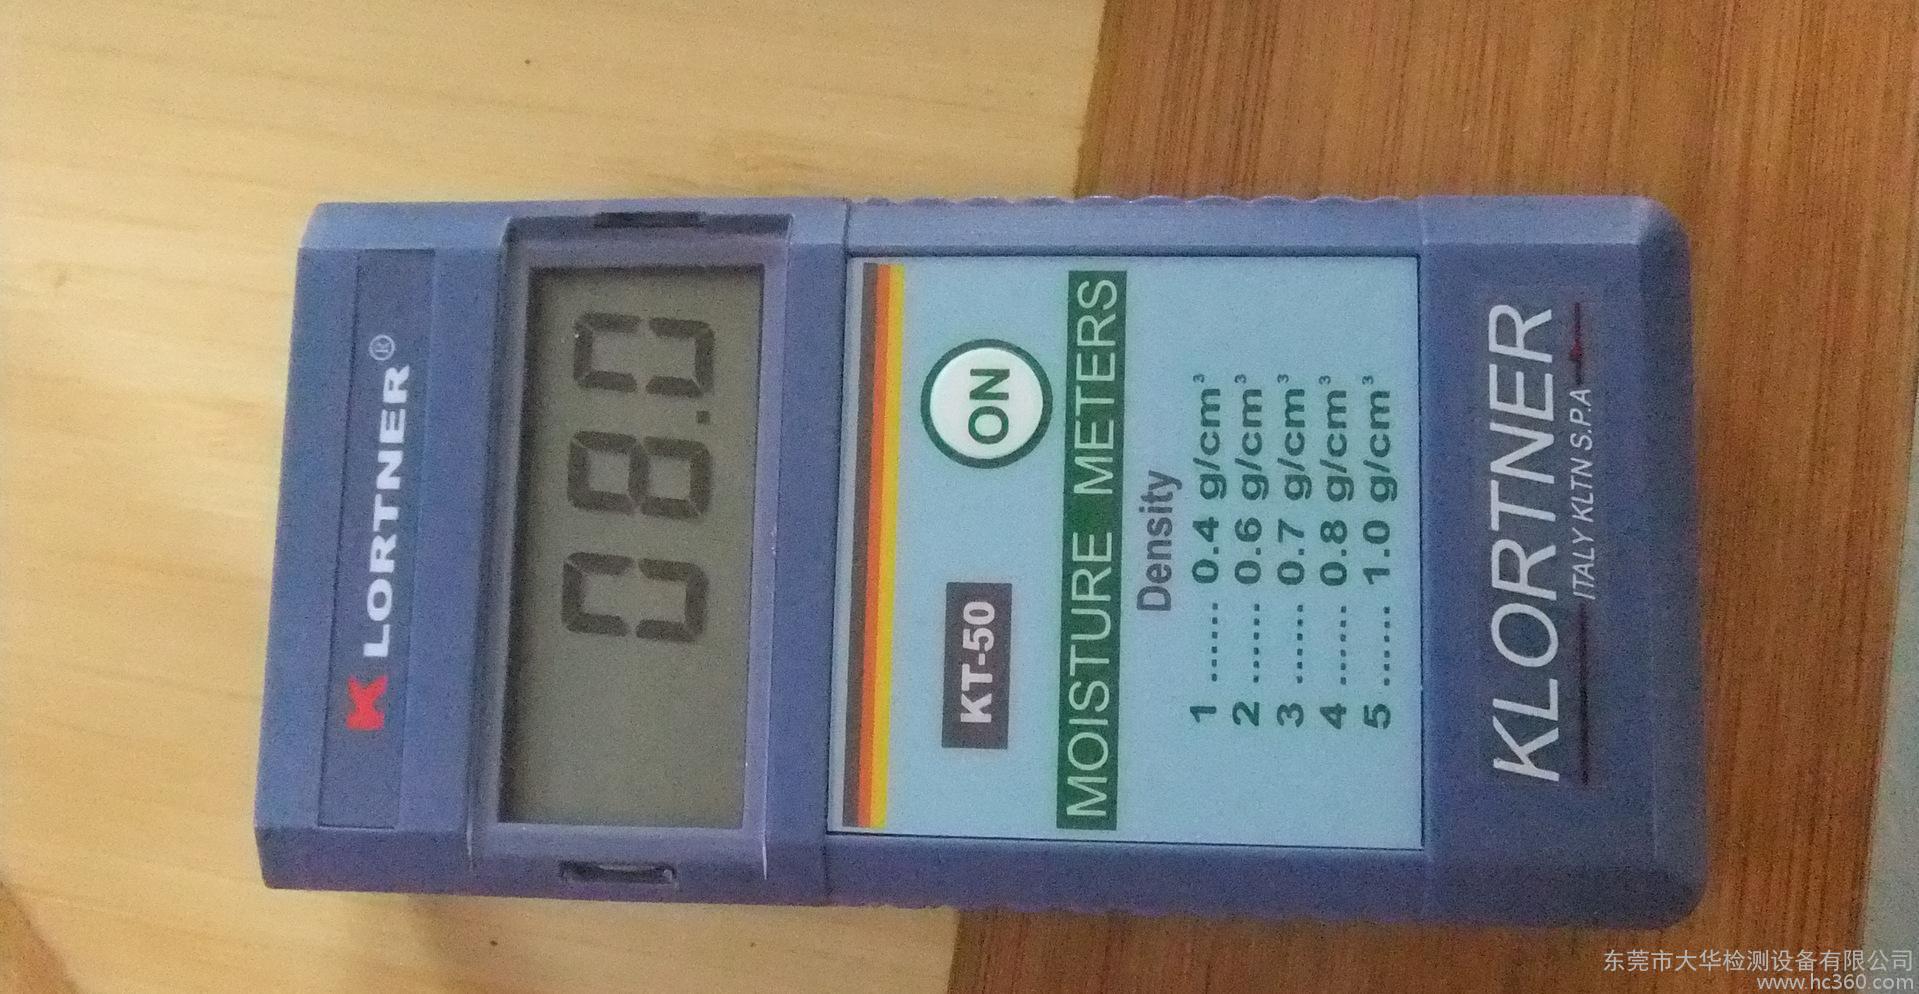 K LORTNER®
08.0
KT-50
ON
MOISTURE METERS
Density
1 ....... 0.4 g/cm³
2 ....... 0.6 g/cm³
3 ....... 0.7 g/cm³
4 ....... 0.8 g/cm³
5 ....... 1.0 g/cm³
KLORTNER
ITALY KLTN S.P.A
东莞市大华检测设备有限公司
www.hc360.com